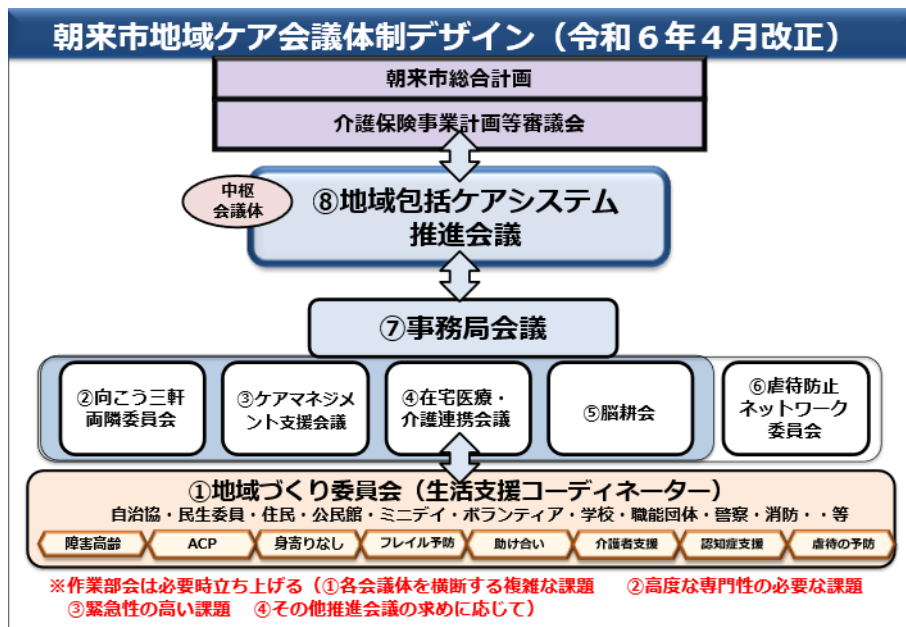 朝来市地域ケア会議体制デザイン（令和６年４月改正）
朝来市総合計画
介護保険事業計画等審議会
中枢
会議体
⑧地域包括ケアシステム
推進会議
⑦事務局会議
②向こう三軒
両隣委員会
③ケアマネジメ
ント支援会議
④在宅医療・
介護連携会議
⑤脳耕会
⑥虐待防止
ネットワーク
委員会
①地域づくり委員会（生活支援コーディネーター）
自治協・民生委員・住民・公民館・ミニデイ・ボランティア・学校・職能団体・警察・消防・・等
障害高齢
ACP
身寄りなし
フレイル予防
助け合い
介護者支援
認知症支援
虐待の予防
※作業部会は必要時立ち上げる（①各会議体を横断する複雑な課題　②高度な専門性の必要な課題
③緊急性の高い課題　④その他推進会議の求めに応じて）